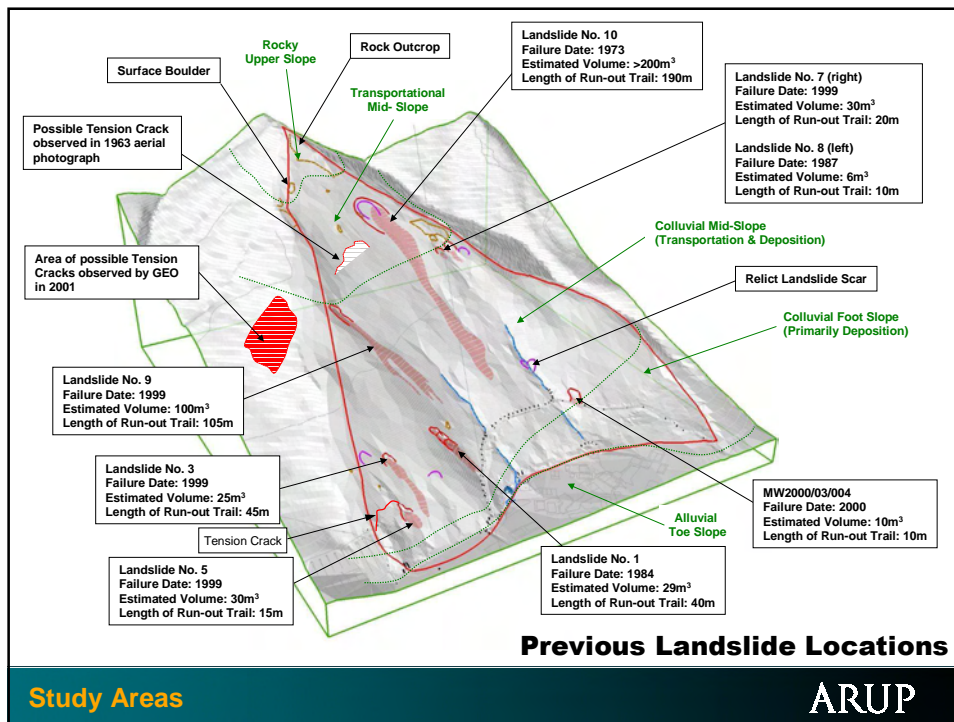 Rocky
Upper Slope
Rock Outcrop
Landslide No. 10
Failure Date: 1973
Estimated Volume: >200m³
Length of Run-out Trail: 190m
Surface Boulder
Transportational
Mid- Slope
Landslide No. 7 (right)
Failure Date: 1999
Estimated Volume: 30m³
Length of Run-out Trail: 20m
Landslide No. 8 (left)
Failure Date: 1987
Estimated Volume: 6m³
Length of Run-out Trail: 10m
Possible Tension Crack
observed in 1963 aerial
photograph
Colluvial Mid-Slope
(Transportation & Deposition)
Area of possible Tension
Cracks observed by GEO
in 2001
Relict Landslide Scar
Colluvial Foot Slope
(Primarily Deposition)
Landslide No. 9
Failure Date: 1999
Estimated Volume: 100m³
Length of Run-out Trail: 105m
Landslide No. 3
Failure Date: 1999
Estimated Volume: 25m³
Length of Run-out Trail: 45m
MW2000/03/004
Failure Date: 2000
Estimated Volume: 10m³
Length of Run-out Trail: 10m
Tension Crack
Alluvial
Toe Slope
Landslide No. 5
Failure Date: 1999
Estimated Volume: 30m³
Length of Run-out Trail: 15m
Landslide No. 1
Failure Date: 1984
Estimated Volume: 29m³
Length of Run-out Trail: 40m
Previous Landslide Locations
Study Areas
ARUP